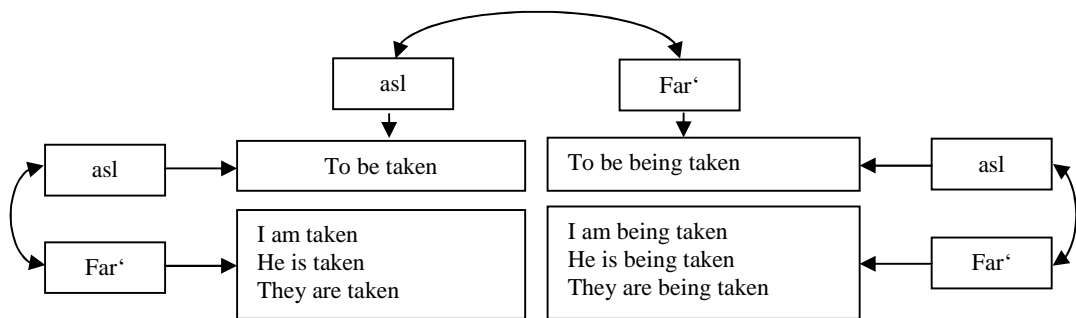 asl
Far‘
asl
To be taken
To be being taken
asl
Far‘
I am taken
He is taken
They are taken
I am being taken
He is being taken
They are being taken
Far‘